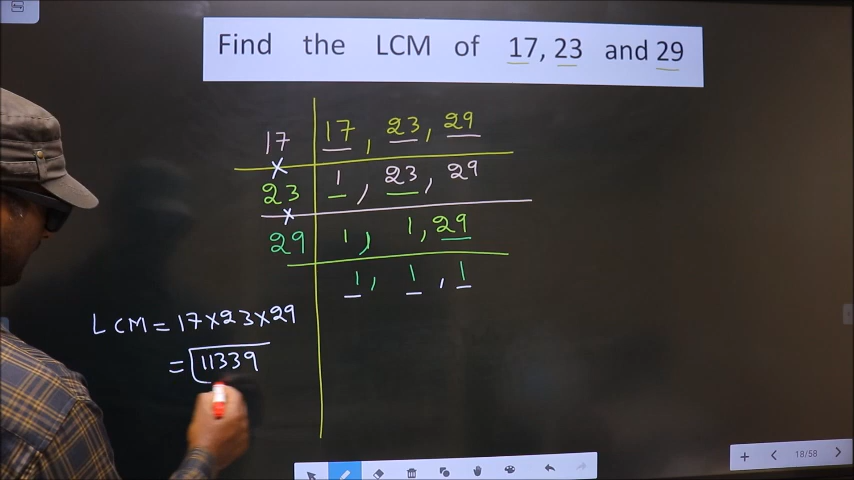 Find the LCM of 17, 23 and 29
17 17, 23, 29
×
23 1, 23, 29
×
29 1, 1, 29
1, 1, 1
LCM = 17×23×29
= 11339
18/58